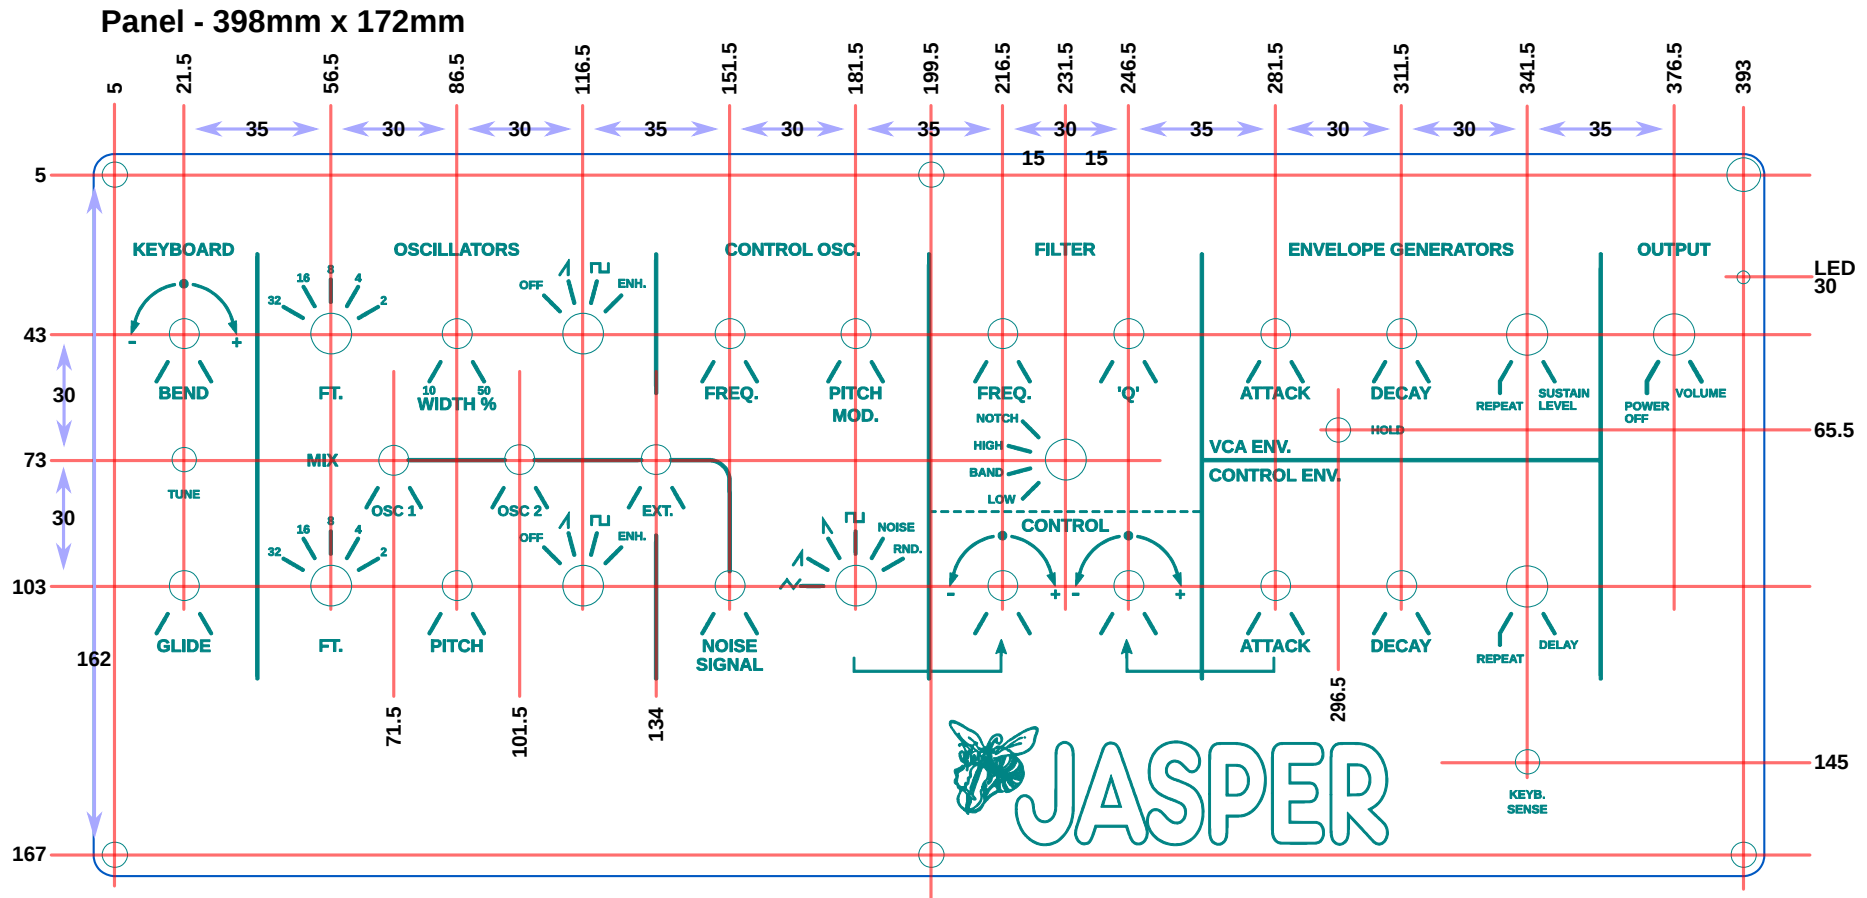 Panel - 398mm x 172mm
5 21.5 56.5 86.5 116.5 151.5 181.5 199.5 216.5 231.5 246.5 281.5 311.5 341.5 376.5 393
35 30 30 35 30 35 30 35 30 30 35
15 15
5
KEYBOARD OSCILLATORS CONTROL OSC. FILTER ENVELOPE GENERATORS OUTPUT
LED
30
32 16 8 4 2 OFF ENH.
43
- +
BEND FT. 10 50 FREQ. PITCH FREQ. 'Q' ATTACK DECAY REPEAT SUSTAIN POWER VOLUME
WIDTH % MOD. LEVEL OFF
30
NOTCH
HOLD 65.5
HIGH VCA ENV.
73 MIX
BAND CONTROL ENV.
TUNE LOW
OSC 1 OSC 2 EXT.
30
32 16 8 4 2 OFF ENH. NOISE CONTROL
RND.
103
- + - +
GLIDE FT. PITCH NOISE ATTACK DECAY REPEAT DELAY
SIGNAL
162
71.5 101.5 134 296.5
JASPER
145
KEYB.
SENSE
167